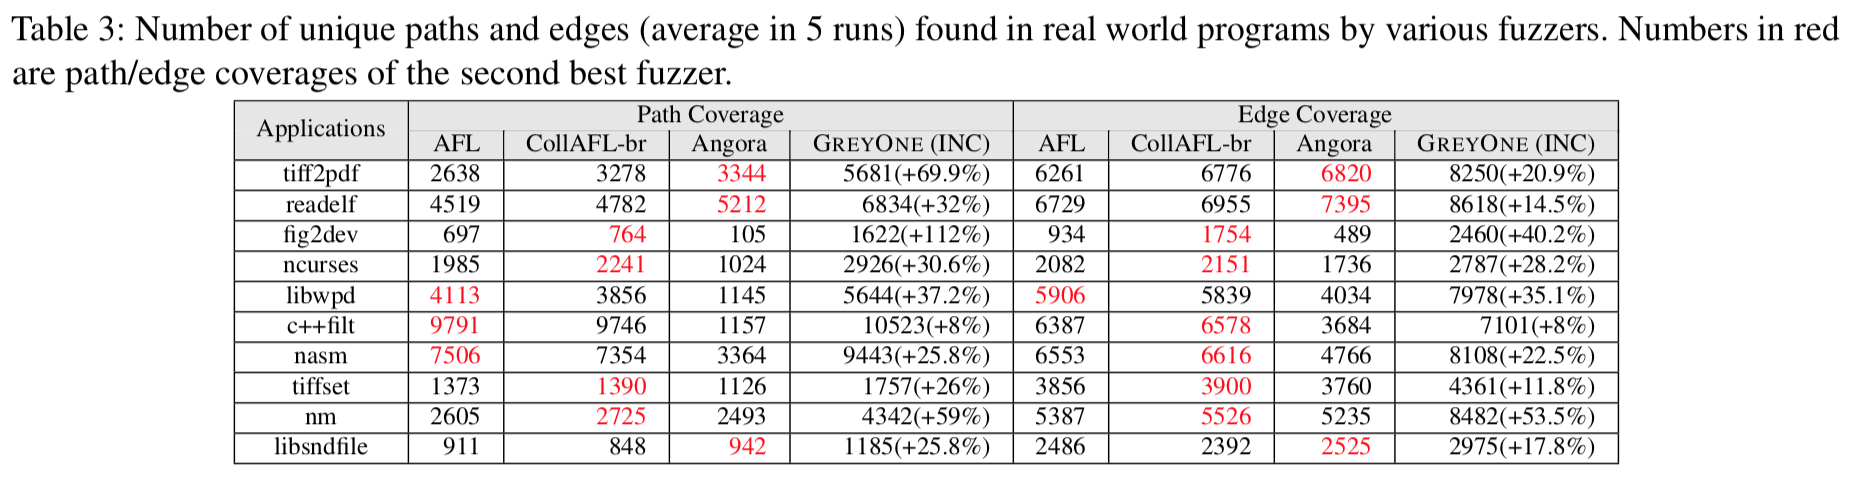 Table 3: Number of unique paths and edges (average in 5 runs) found in real world programs by various fuzzers. Numbers in red
are path/edge coverages of the second best fuzzer.
Applications Path Coverage Edge Coverage
AFL CollAFL-br Angora GREYONE (INC) AFL CollAFL-br Angora GREYONE (INC)
tiff2pdf 2638 3278 3344 5681(+69.9%) 6261 6776 6820 8250(+20.9%)
readelf 4519 4782 5212 6834(+32%) 6729 6955 7395 8618(+14.5%)
fig2dev 697 764 105 1622(+112%) 934 1754 489 2460(+40.2%)
ncurses 1985 2241 1024 2926(+30.6%) 2082 2151 1736 2787(+28.2%)
libwpd 4113 3856 1145 5644(+37.2%) 5906 5839 4034 7978(+35.1%)
c++filt 9791 9746 1157 10523(+8%) 6387 6578 3684 7101(+8%)
nasm 7506 7354 3364 9443(+25.8%) 6553 6616 4766 8108(+22.5%)
tiffset 1373 1390 1126 1757(+26%) 3856 3900 3760 4361(+11.8%)
nm 2605 2725 2493 4342(+59%) 5387 5526 5235 8482(+53.5%)
libsndfile 911 848 942 1185(+25.8%) 2486 2392 2525 2975(+17.8%)